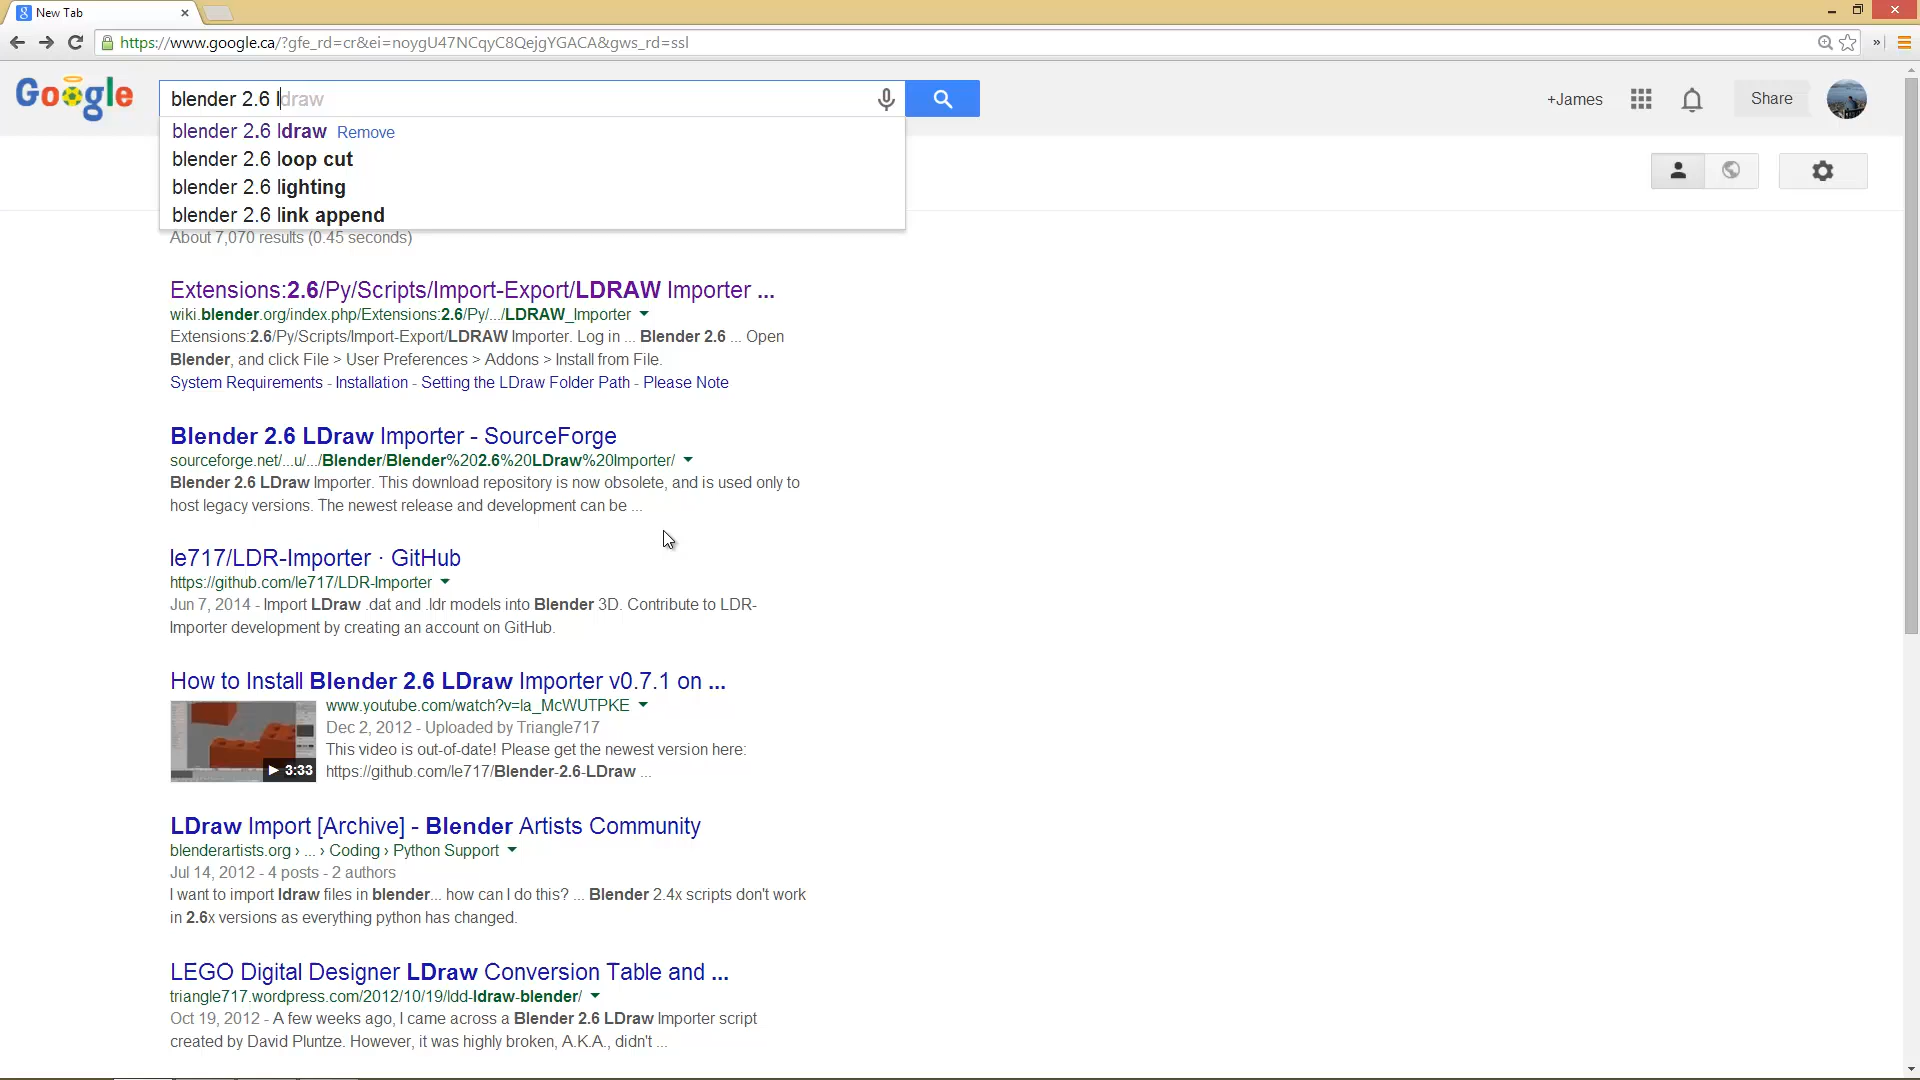 New Tab
https://www.google.ca/?gfe_rd=cr&ei=noygU47NCqyC8QejgYGACA&gws_rd=ssl
Google
blender 2.6 ldraw
+James
Share
blender 2.6 ldraw Remove
blender 2.6 loop cut
blender 2.6 lighting
blender 2.6 link append
About 7,070 results (0.45 seconds)
Extensions:2.6/Py/Scripts/Import-Export/LDRAW Importer ...
wiki.blender.org/index.php/Extensions:2.6/Py/.../LDRAW_Importer
Extensions:2.6/Py/Scripts/Import-Export/LDRAW Importer. Log in ... Blender 2.6 ... Open
Blender, and click File > User Preferences > Addons > Install from File.
System Requirements - Installation - Setting the LDraw Folder Path - Please Note
Blender 2.6 LDraw Importer - SourceForge
sourceforge.net/...u/.../Blender/Blender%202.6%20LDraw%20Importer/
Blender 2.6 LDraw Importer. This download repository is now obsolete, and is used only to
host legacy versions. The newest release and development can be ...
le717/LDR-Importer · GitHub
https://github.com/le717/LDR-Importer
Jun 7, 2014 - Import LDraw .dat and .ldr models into Blender 3D. Contribute to LDR-
Importer development by creating an account on GitHub.
How to Install Blender 2.6 LDraw Importer v0.7.1 on ...
www.youtube.com/watch?v=la_McWUTPKE
Dec 2, 2012 - Uploaded by Triangle717
This video is out-of-date! Please get the newest version here:
3:33
https://github.com/le717/Blender-2.6-LDraw ...
LDraw Import [Archive] - Blender Artists Community
blenderartists.org › ... › Coding › Python Support
Jul 14, 2012 - 4 posts - 2 authors
I want to import ldraw files in blender... how can I do this? ... Blender 2.4x scripts don't work
in 2.6x versions as everything python has changed.
LEGO Digital Designer LDraw Conversion Table and ...
triangle717.wordpress.com/2012/10/19/ldd-ldraw-blender/
Oct 19, 2012 - A few weeks ago, I came across a Blender 2.6 LDraw Importer script
created by David Pluntze. However, it was highly broken, A.K.A., didn't ...